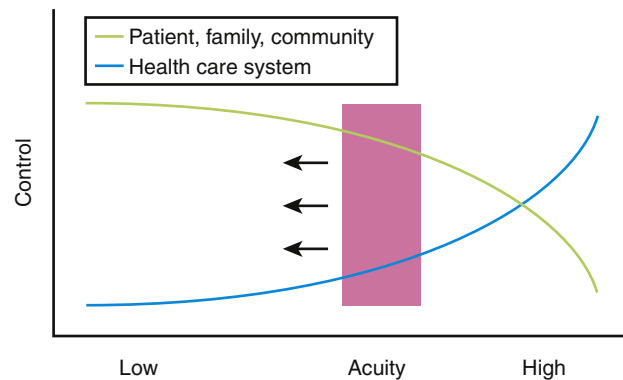 Patient, family, community
Health care system
Control
Low
Acuity
High